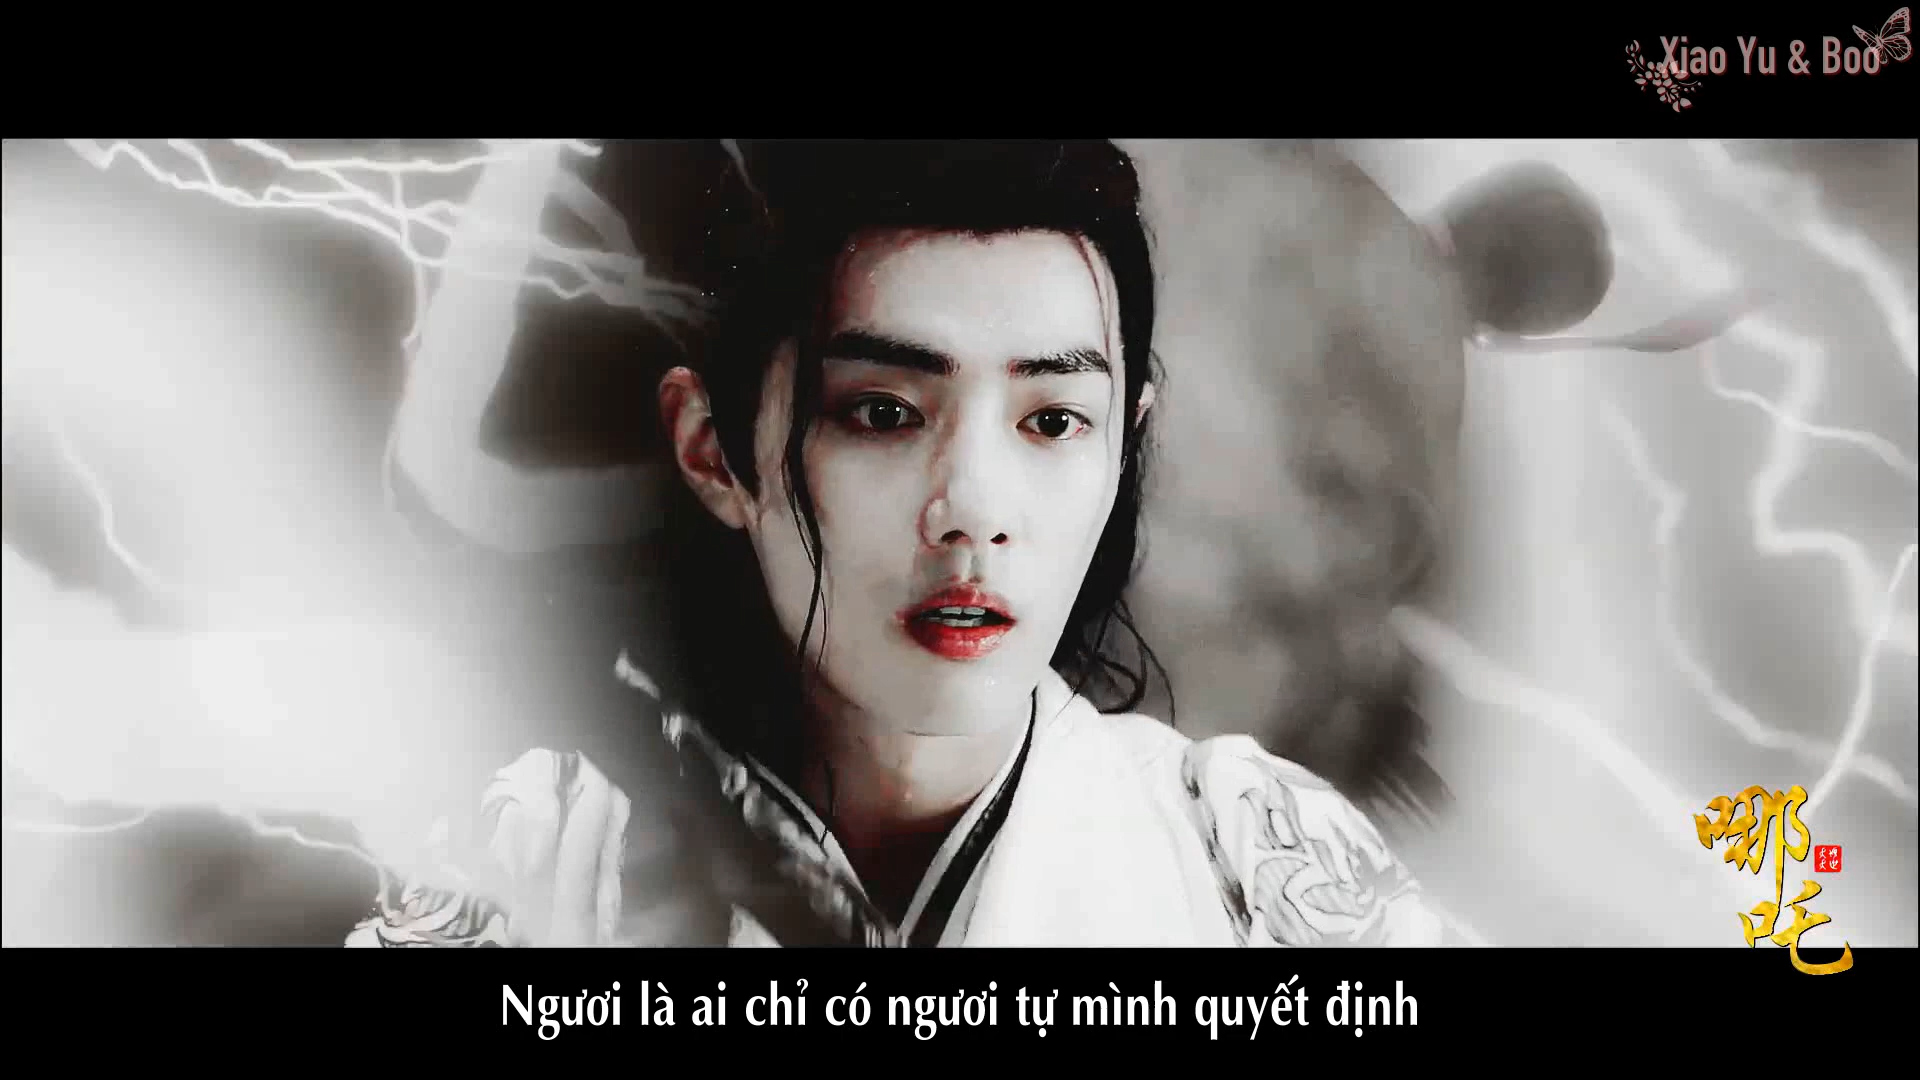 Xiao Yu & Boo
哪吒
Ngươi là ai chỉ có ngươi tự mình quyết định